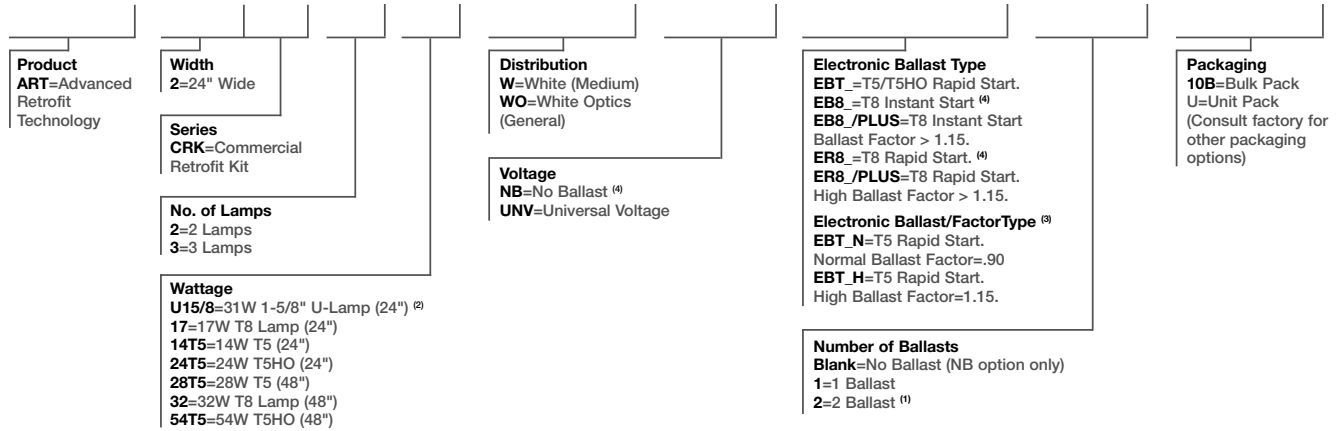 Product
ART=Advanced
Retrofit
Technology
Width
2=24" Wide
Series
CRK=Commercial
Retrofit Kit
No. of Lamps
2=2 Lamps
3=3 Lamps
Wattage
U15/8=31W 1-5/8" U-Lamp (24") (2)
17=17W T8 Lamp (24")
14T5=14W T5 (24")
24T5=24W T5HO (24")
28T5=28W T5 (48")
32=32W T8 Lamp (48")
54T5=54W T5HO (48")
Distribution
W=White (Medium)
WO=White Optics
(General)
Voltage
NB=No Ballast (4)
UNV=Universal Voltage
Electronic Ballast Type
EBT_=T5/T5HO Rapid Start.
EB8_=T8 Instant Start (4)
EB8_/PLUS=T8 Instant Start
Ballast Factor > 1.15.
ER8_=T8 Rapid Start. (4)
ER8_/PLUS=T8 Rapid Start.
High Ballast Factor > 1.15.
Electronic Ballast/FactorType (3)
EBT_N=T5 Rapid Start.
Normal Ballast Factor=.90
EBT_H=T5 Rapid Start.
High Ballast Factor=1.15.
Number of Ballasts
Blank=No Ballast (NB option only)
1=1 Ballast
2=2 Ballast (1)
Packaging
10B=Bulk Pack
U=Unit Pack
(Consult factory for
other packaging
options)